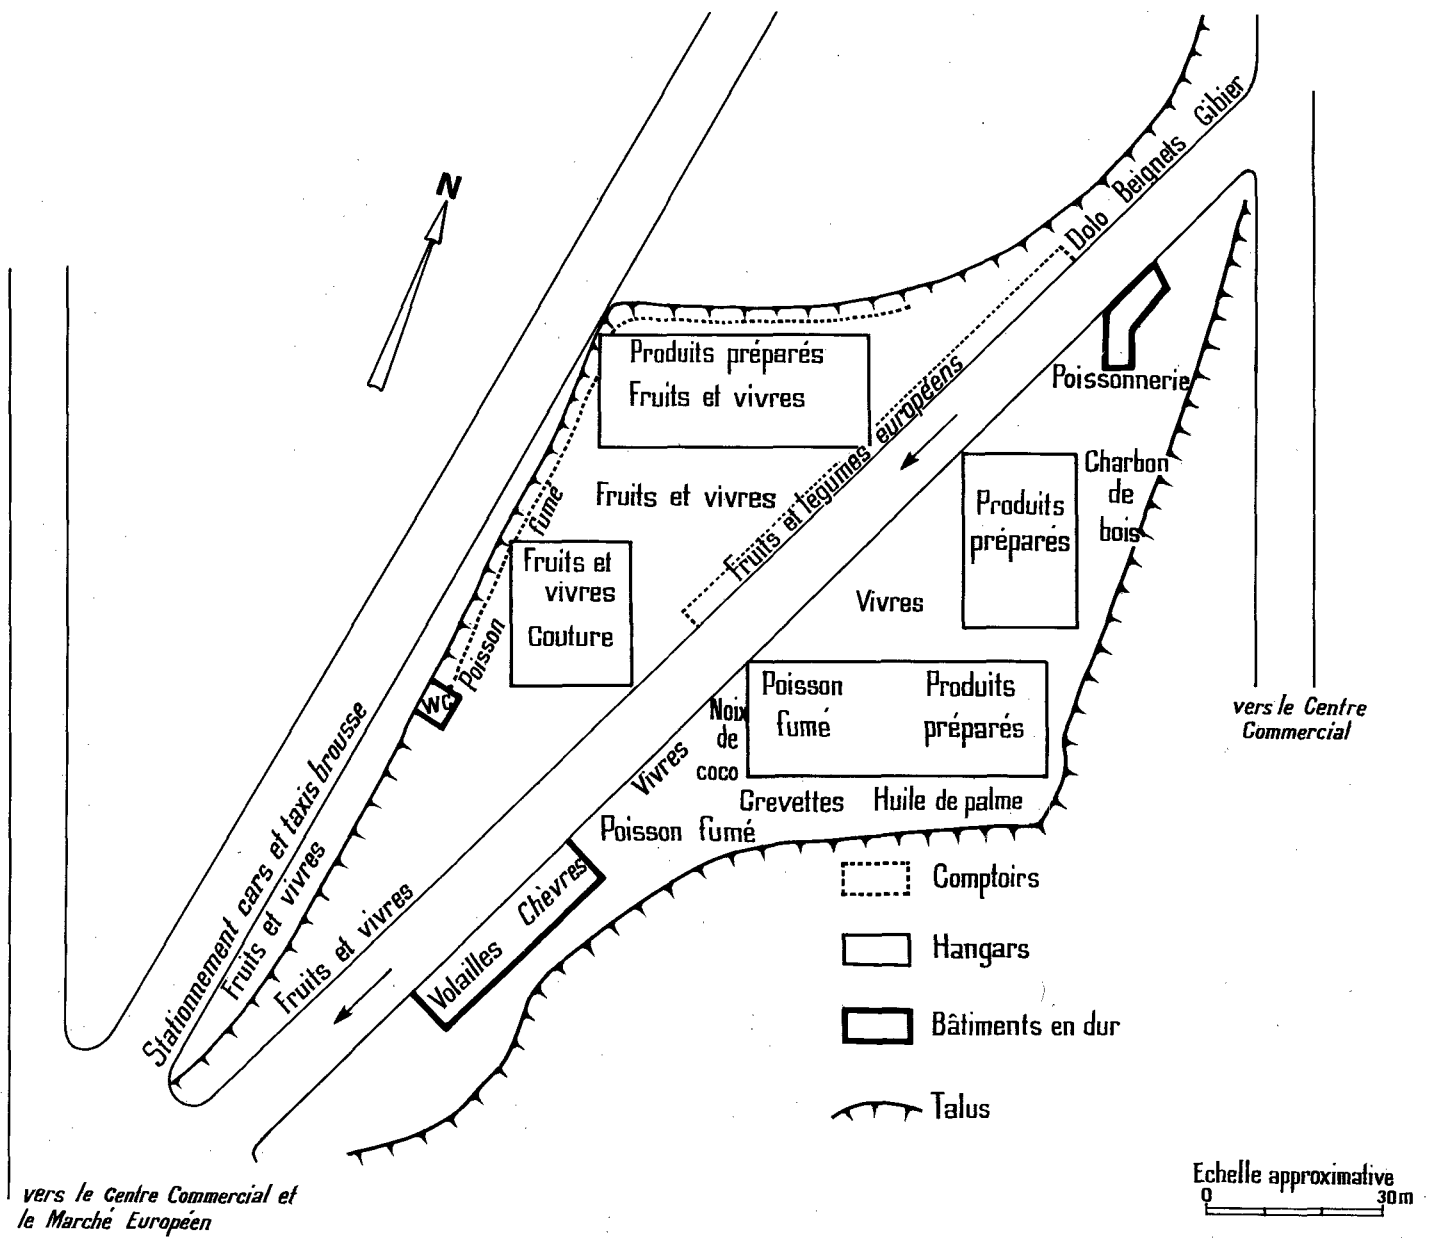 N
Gibier
Beignets
Dolo
Produits préparés
Fruits et vivres
Poissonnerie
Fruits et légumes européens
Fruits et vivres
Poisson fumé
Charbon
de
bois
Produits
préparés
Fruits et
vivres
Couture
Vivres
WC
Poisson
fumé
Produits
préparés
Noix
de
coco
Vivres
Crevettes
Huile de palme
Poisson fumé
vers le Centre
Commercial
Stationnement cars et taxis brousse
Fruits et vivres
Fruits et vivres
Volailles
Chèvres
Comptoirs
Hangars
Bâtiments en dur
Talus
Echelle approximative
0 30m
vers le Centre Commercial et
le Marché Européen